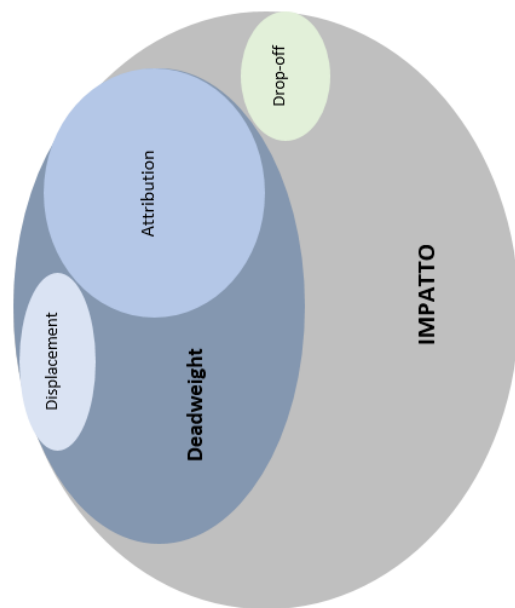 Drop-off
Attribution
Displacement
Deadweight
IMPATTO